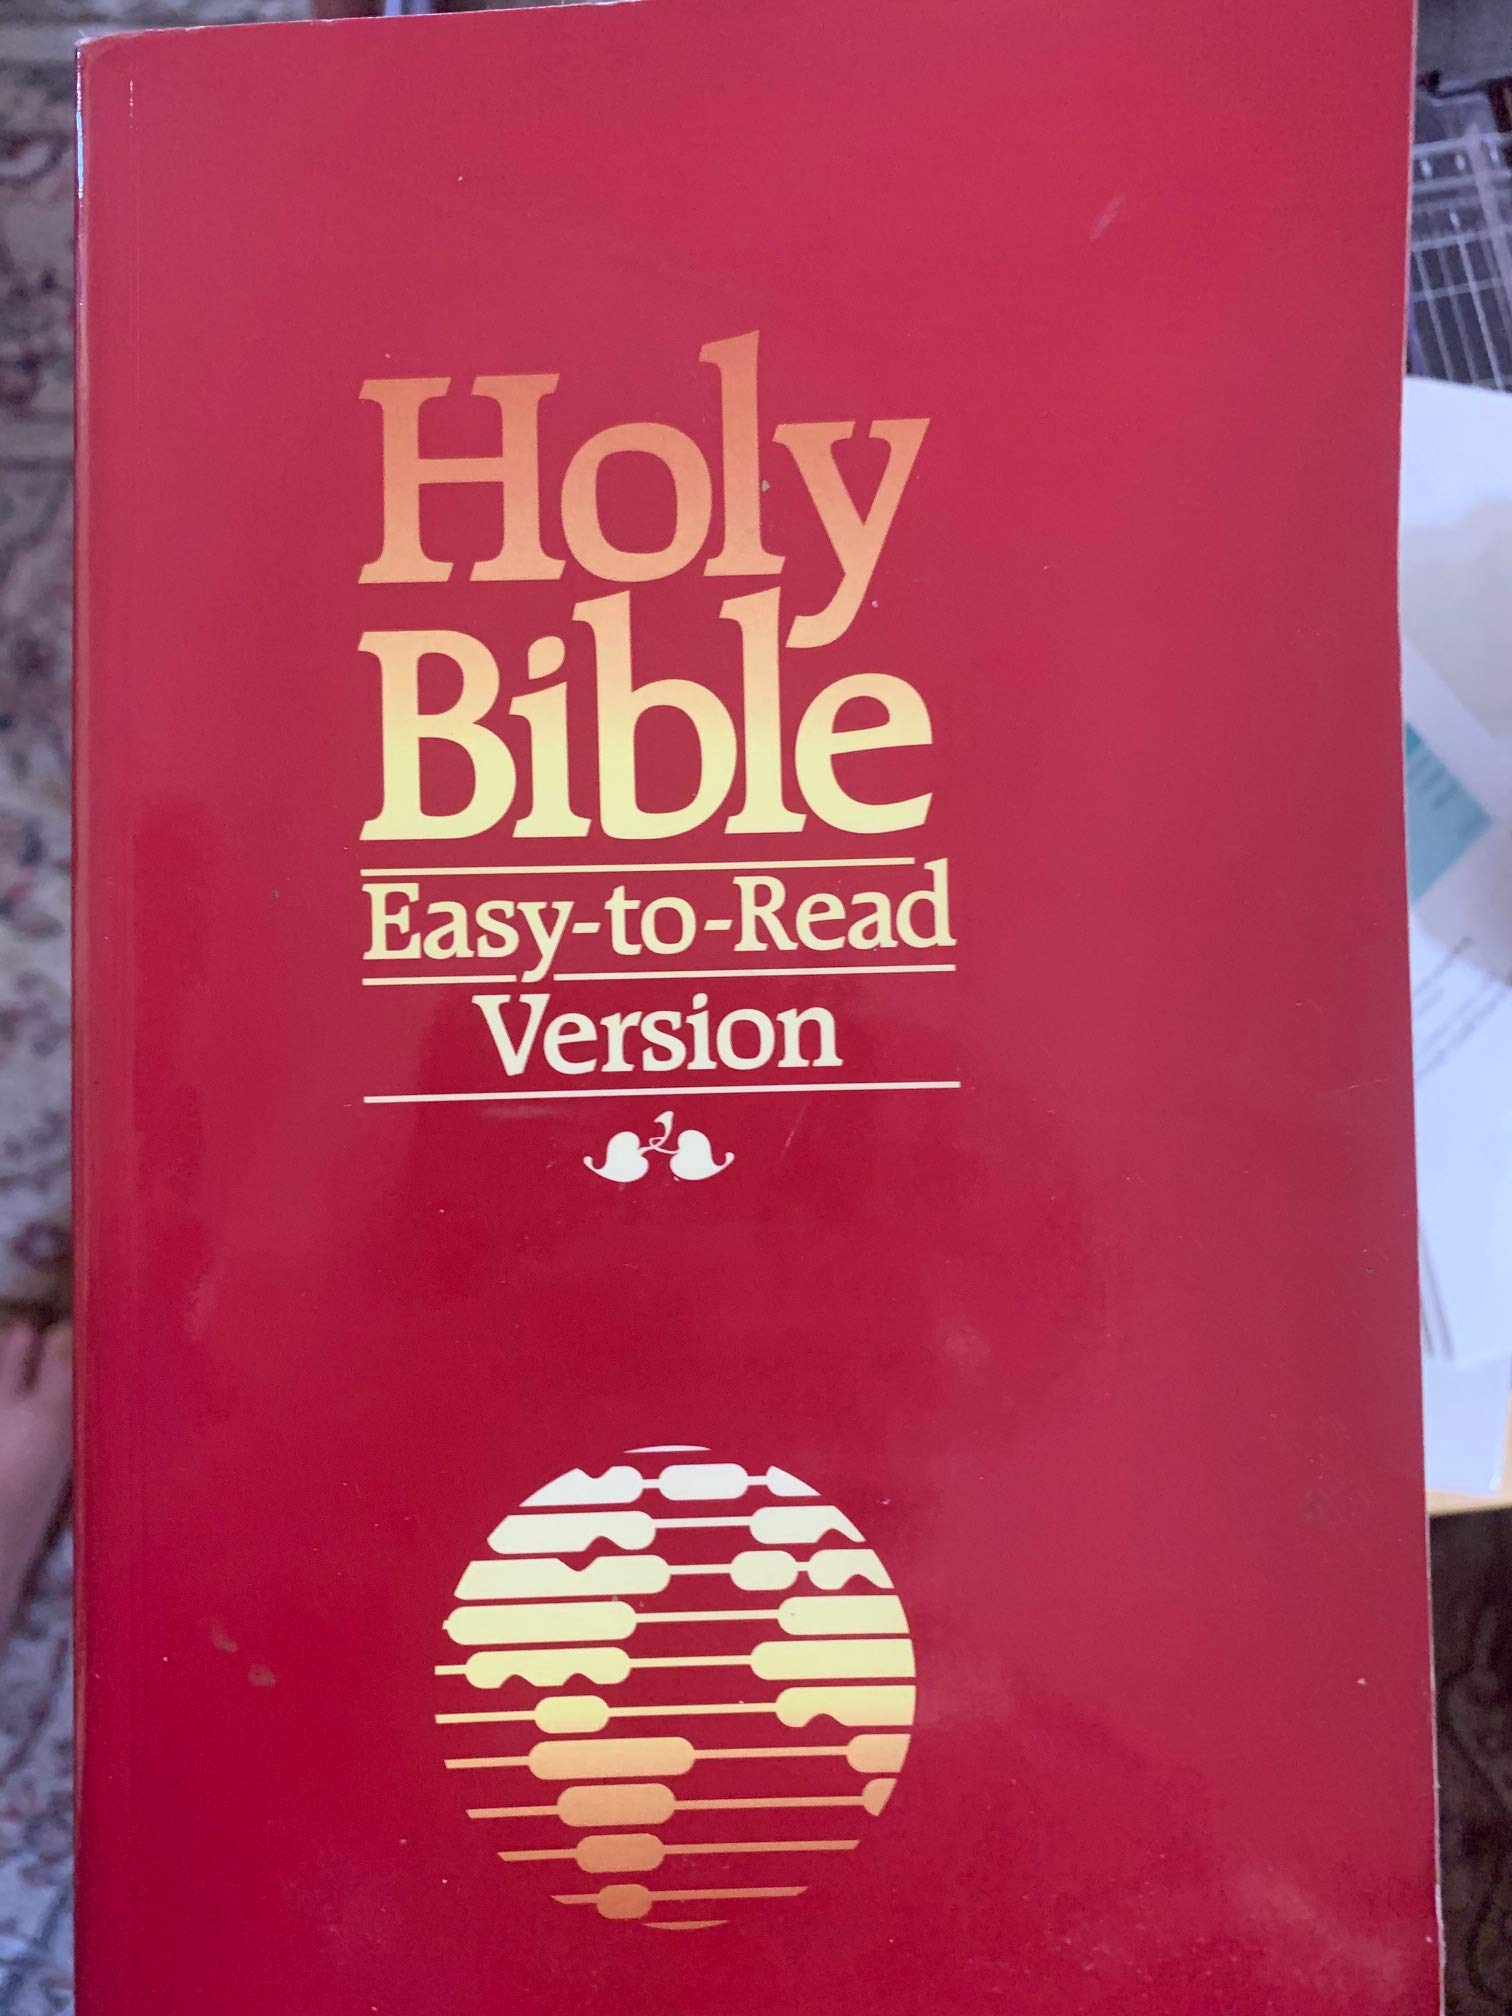 Holy
Bible
Easy-to-Read
Version